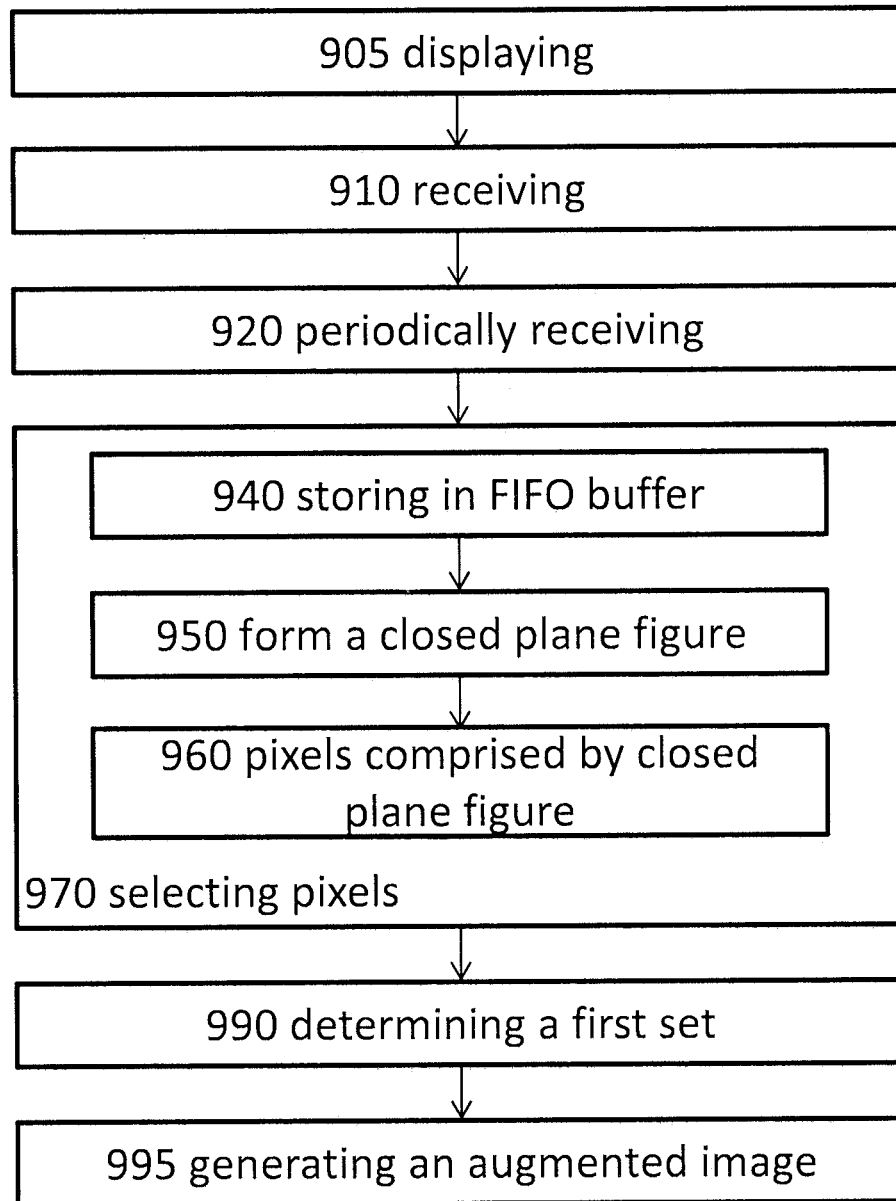 905 displaying
910 receiving
920 periodically receiving
940 storing in FIFO buffer
950 form a closed plane figure
960 pixels comprised by closed
plane figure
970 selecting pixels
990 determining a first set
995 generating an augmented image